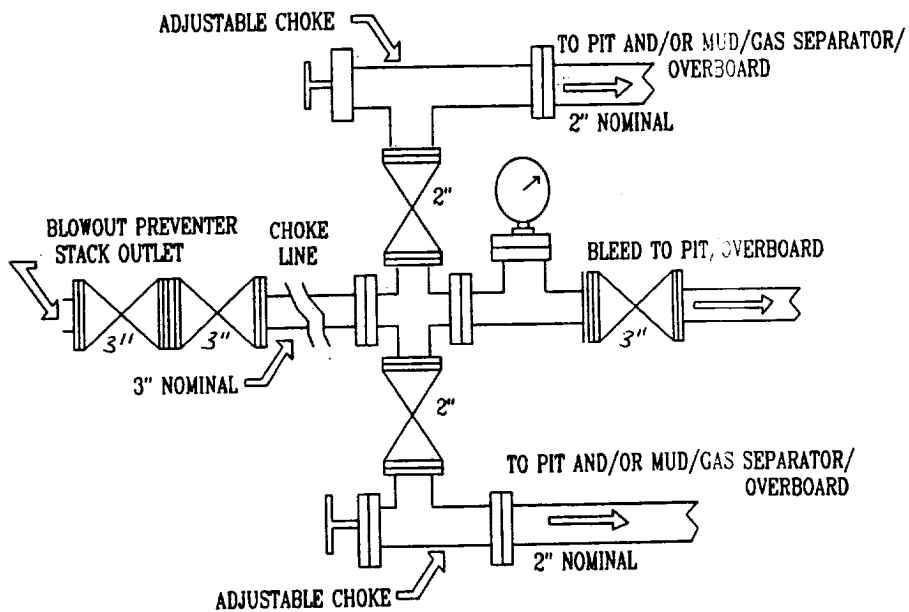 ADJUSTABLE CHOKE
TO PIT AND/OR MUD/GAS SEPARATOR/
OVERBOARD
2" NOMINAL
2"
BLOWOUT PREVENTER
STACK OUTLET
CHOKE
LINE
BLEED TO PIT, OVERBOARD
3"
3"
3"
3" NOMINAL
2"
TO PIT AND/OR MUD/GAS SEPARATOR/
OVERBOARD
2" NOMINAL
ADJUSTABLE CHOKE